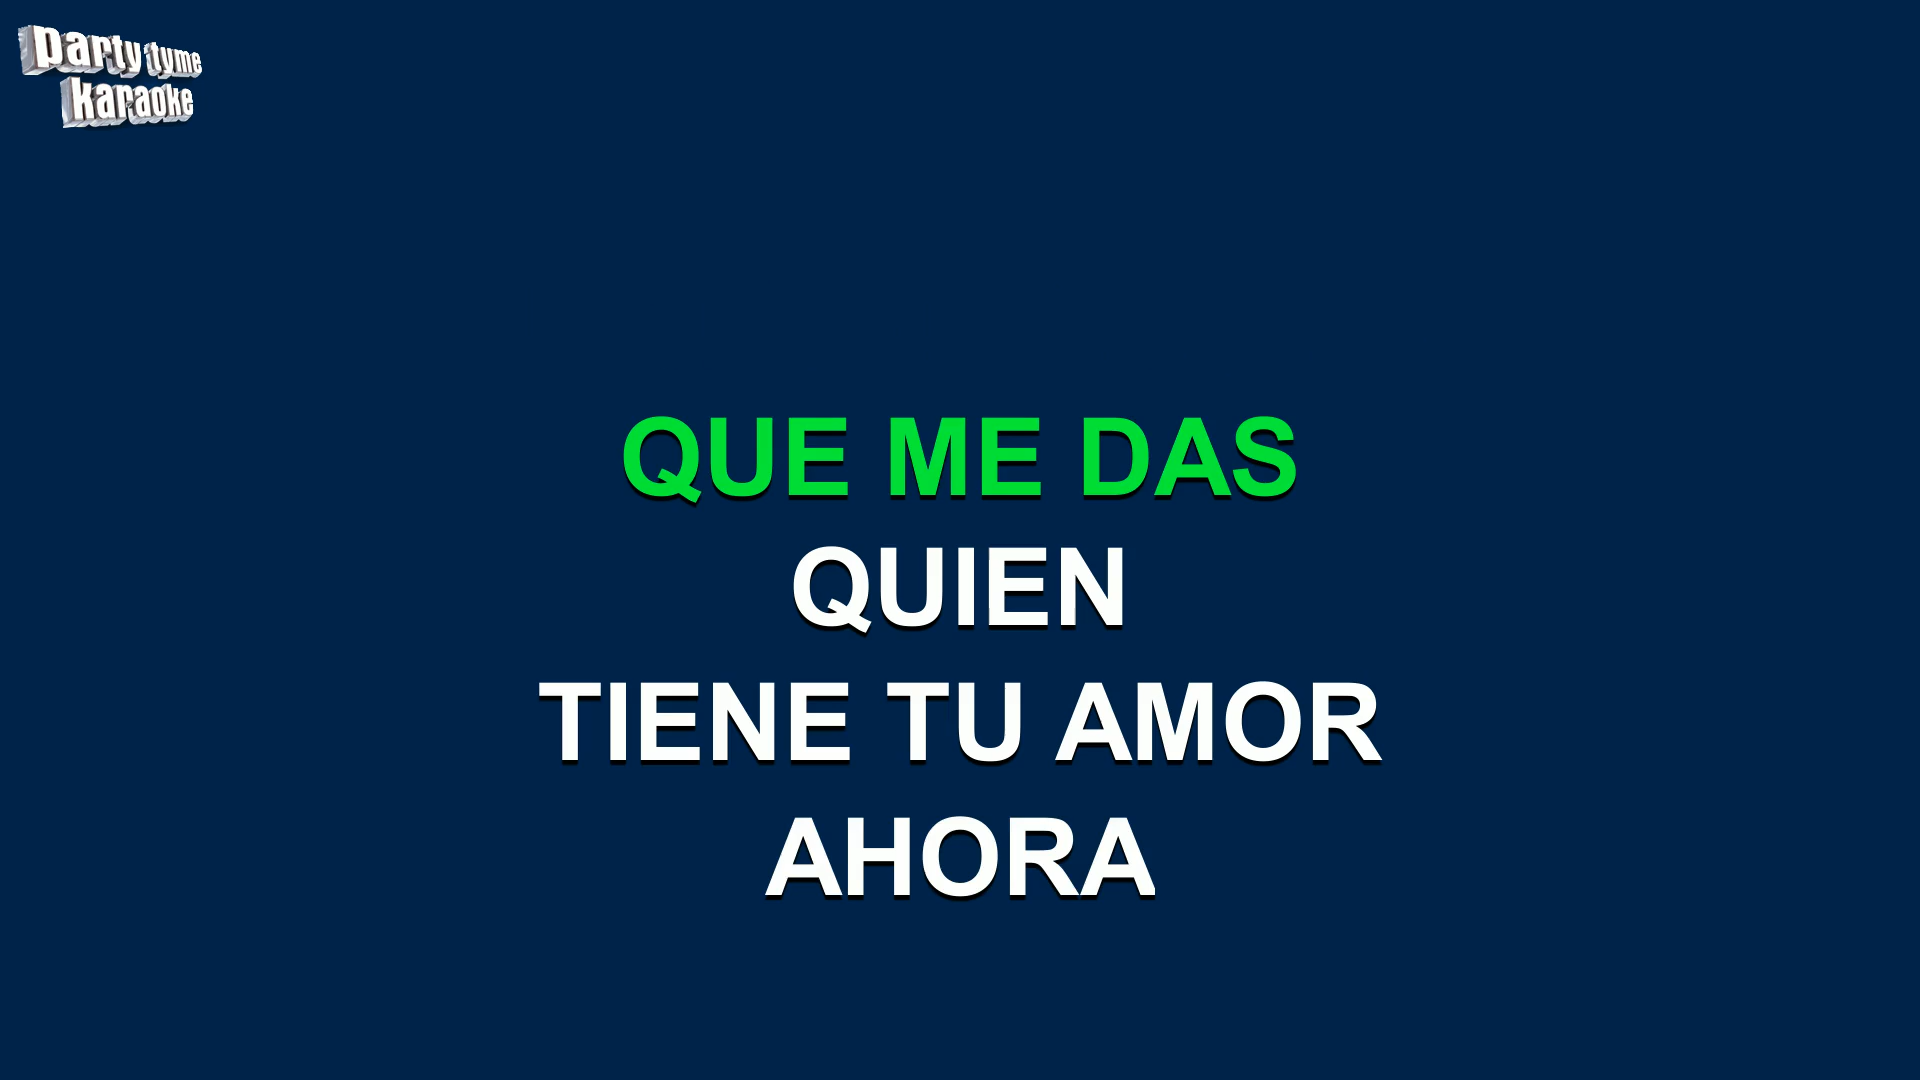 party tyme
karaoke
QUE ME DAS
QUIEN
TIENE TU AMOR
AHORA